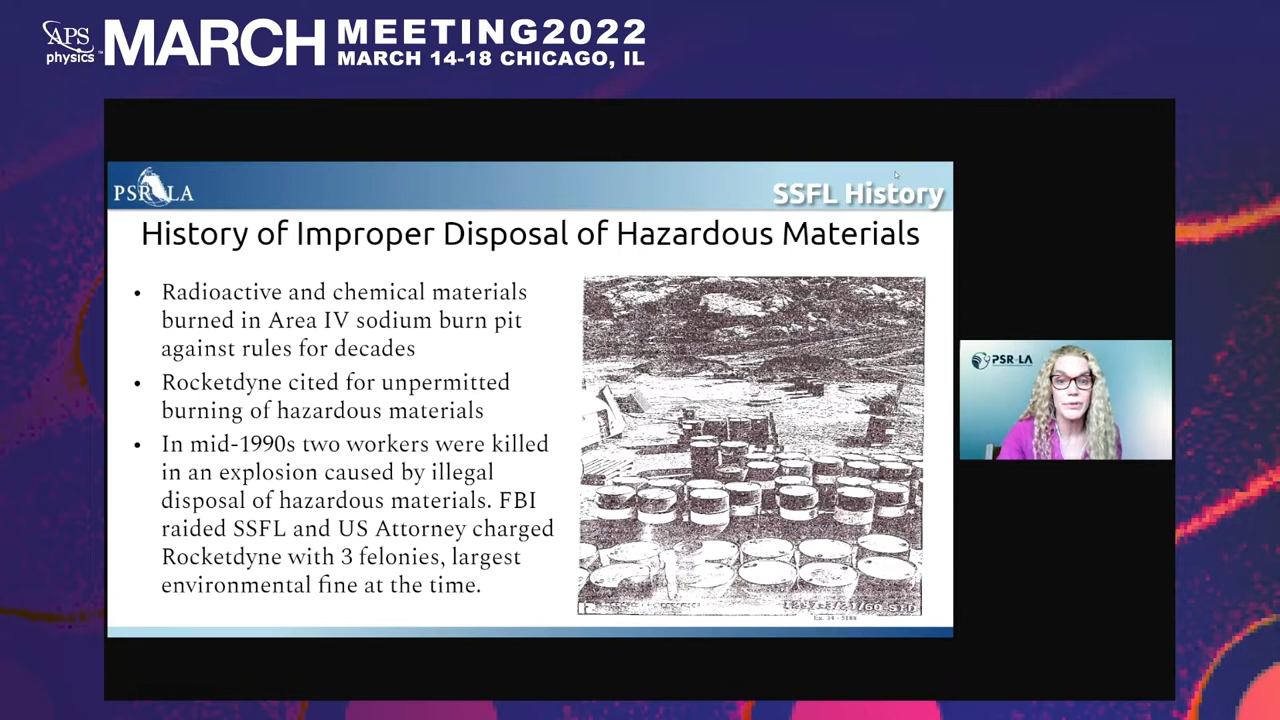 APS
physics
MARCH
MEETING2022
MARCH 14-18 CHICAGO, IL
PSR LA
SSFL History
History of Improper Disposal of Hazardous Materials
• Radioactive and chemical materials
burned in Area IV sodium burn pit
against rules for decades
• Rocketdyne cited for unpermitted
burning of hazardous materials
• In mid-1990s two workers were killed
in an explosion caused by illegal
disposal of hazardous materials. FBI
raided SSFL and US Attorney charged
Rocketdyne with 3 felonies, largest
environmental fine at the time.
PSR-LA